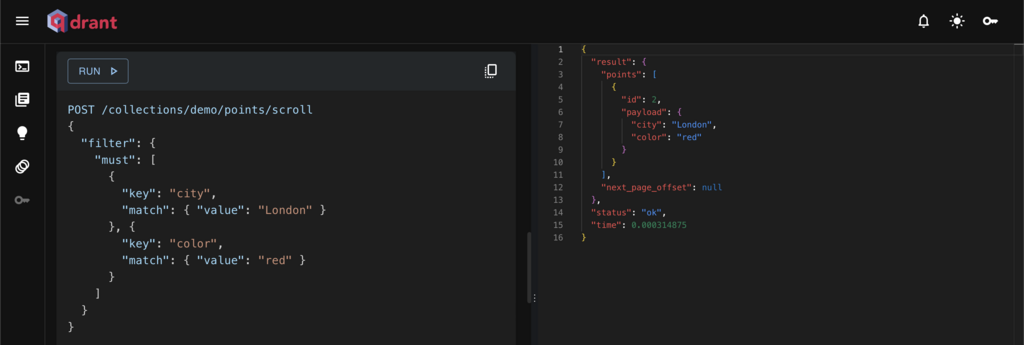 qdrant
RUN
POST /collections/demo/points/scroll
{
  "filter": {
    "must": [
      {
        "key": "city",
        "match": { "value": "London" }
      }, {
        "key": "color",
        "match": { "value": "red" }
      }
    ]
  }
}
1 {
2   "result": {
3     "points": [
4       {
5         "id": 2,
6         "payload": {
7           "city": "London",
8           "color": "red"
9         }
10       }
11     ],
12     "next_page_offset": null
13   },
14   "status": "ok",
15   "time": 0.000314875
16 }